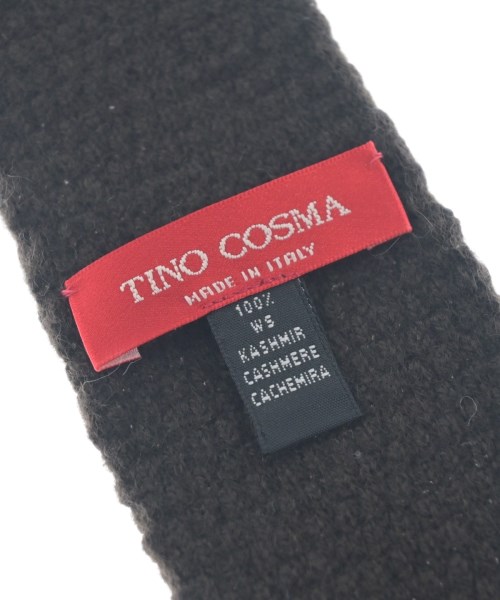 TINO COSMA
MADE IN ITALY
100%
WS
KASHMIR
CASHMERE
CACHEMIRA